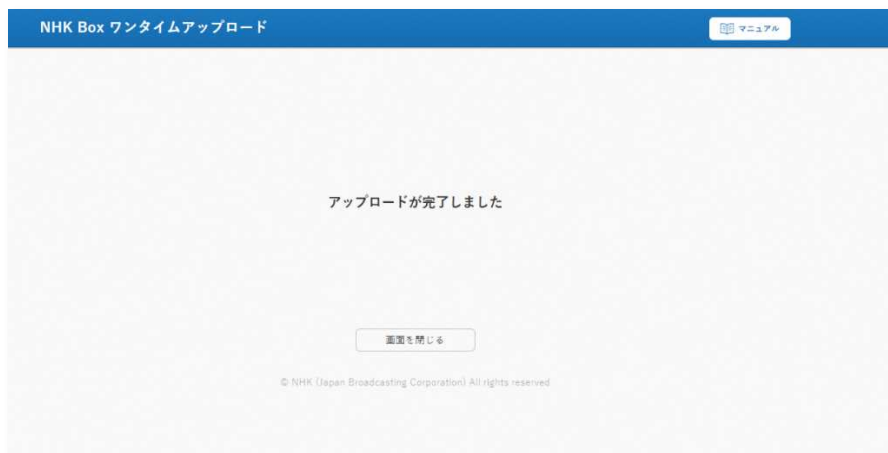 NHK Box ワンタイムアップロード
マニュアル
アップロードが完了しました
画面を閉じる
© NHK (Japan Broadcasting Corporation) All rights reserved